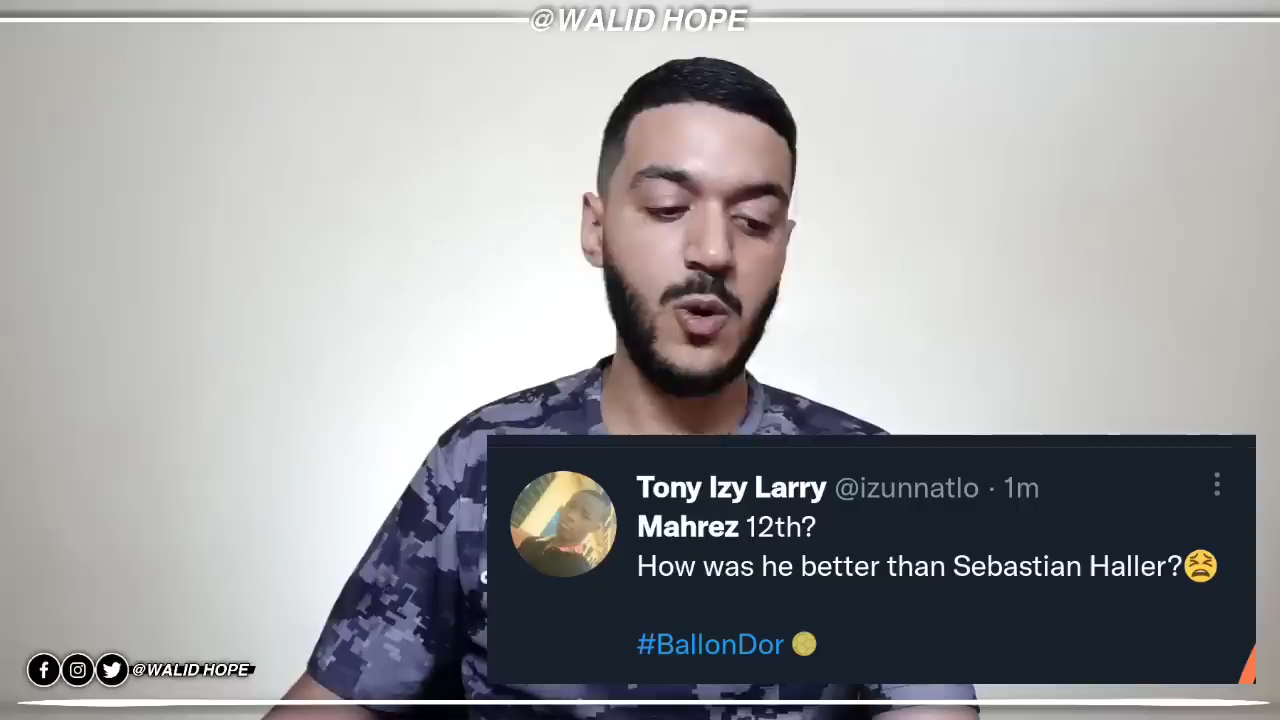 @WALID HOPE
Tony Izy Larry @izunnatlo · 1m
Mahrez 12th?
How was he better than Sebastian Haller?😫
#BallonDor
@WALID HOPE